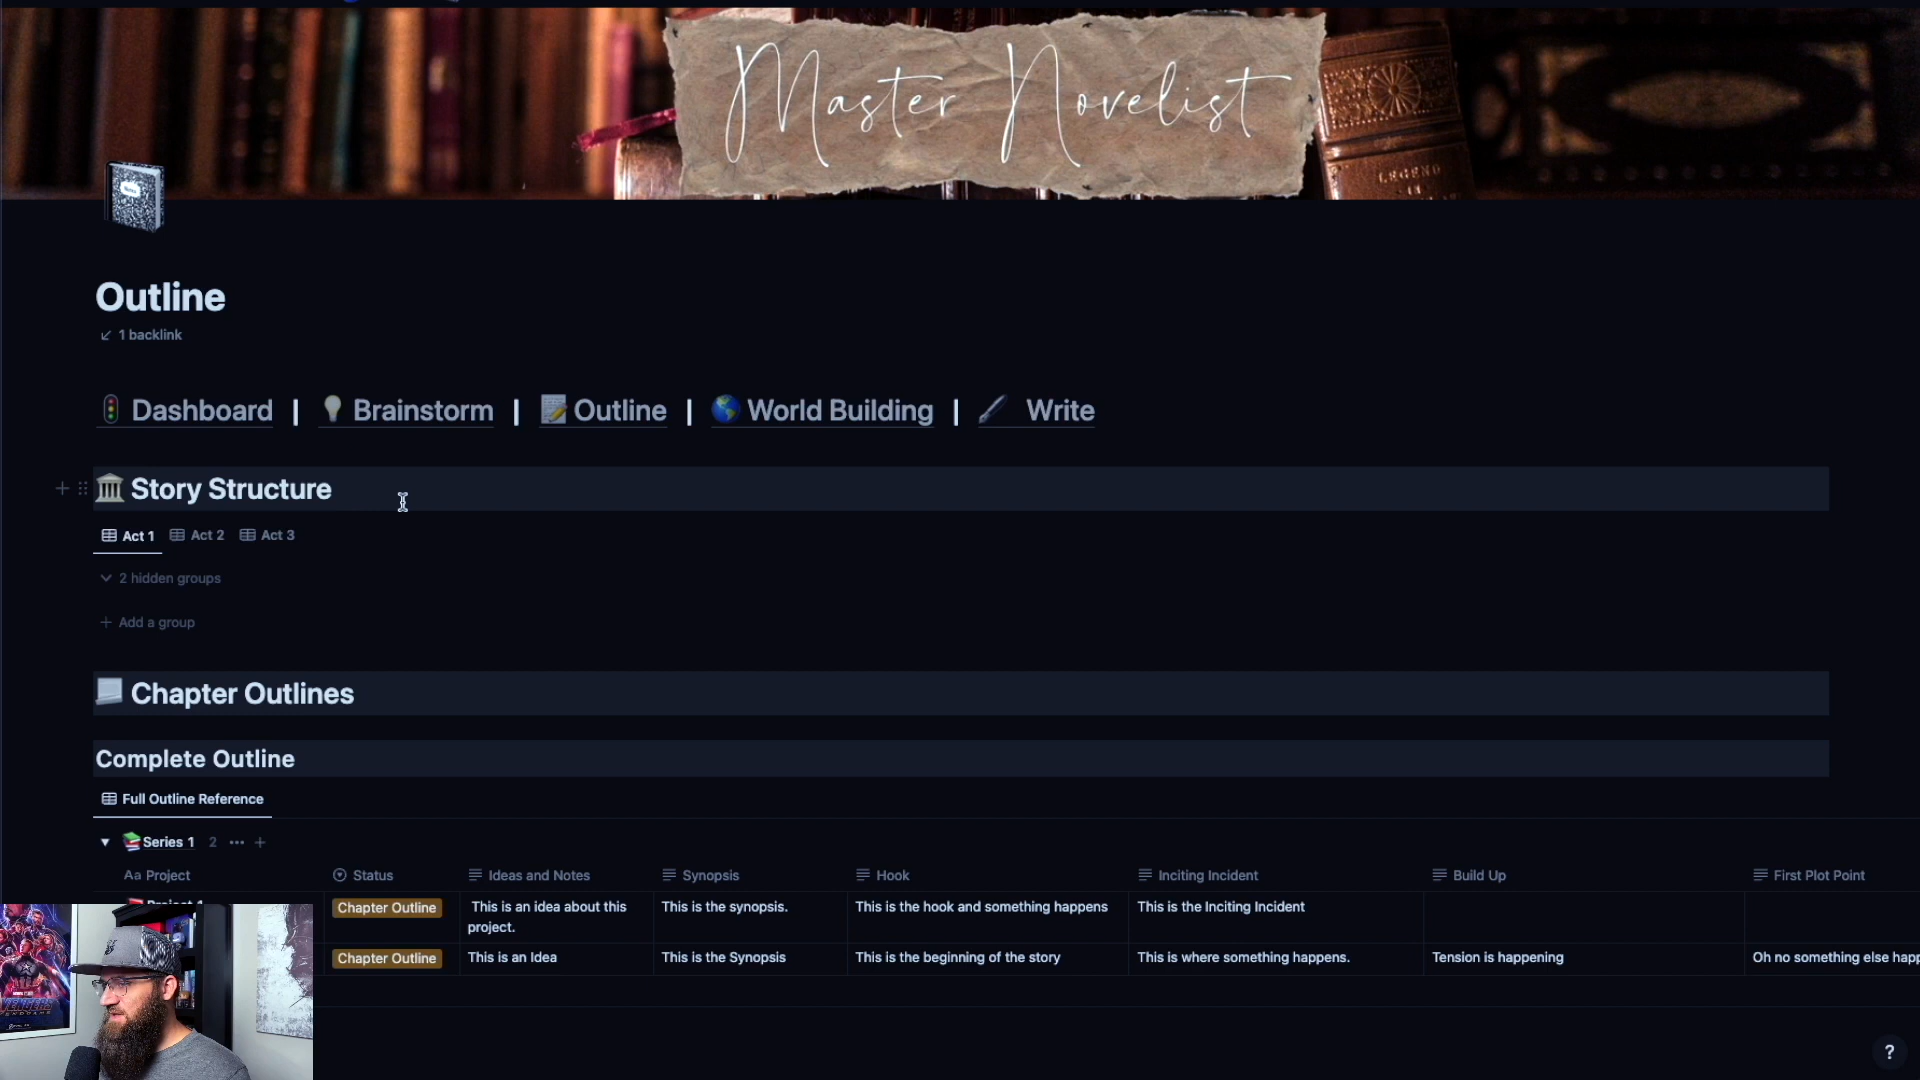 Master Novelist
LEGEND
Outline
1 backlink
Dashboard | Brainstorm | Outline | World Building | Write
Story Structure
Act 1 Act 2 Act 3
2 hidden groups
Add a group
Chapter Outlines
Complete Outline
Full Outline Reference
Series 1 2
Aa Project Status Ideas and Notes Synopsis Hook Inciting Incident Build Up First Plot Point
Chapter Outline This is an idea about this project. This is the synopsis. This is the hook and something happens This is the Inciting Incident
Chapter Outline This is an Idea This is the Synopsis This is the beginning of the story This is where something happens. Tension is happening Oh no something else happ
ENDGAME
?